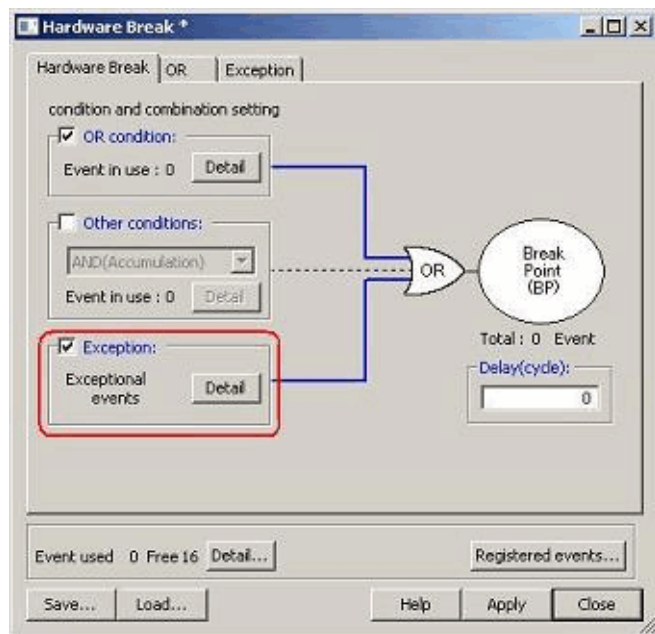 Hardware Break *
Hardware Break OR Exception
condition and combination setting
OR condition:
Event in use : 0 Detail
Other conditions:
AND(Accumulation)
Event in use : 0 Detail
Exception:
Exceptional events Detail
OR
Break
Point
(BP)
Total : 0 Event
Delay(cycle):
0
Event used 0 Free 16 Detail... Registered events...
Save... Load... Help Apply Close